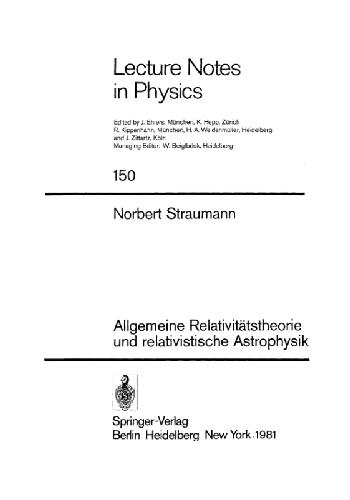 Lecture Notes
in Physics
Edited by J. Ehlers, München, K. Hepp, Zürich
R. Kippenhahn, München, H. A. Weidenmüller, Heidelberg
and J. Zittartz, Köln
Managing Editor: W. Beiglböck, Heidelberg
150
Norbert Straumann
Allgemeine Relativitätstheorie
und relativistische Astrophysik
Springer-Verlag
Berlin Heidelberg New York 1981